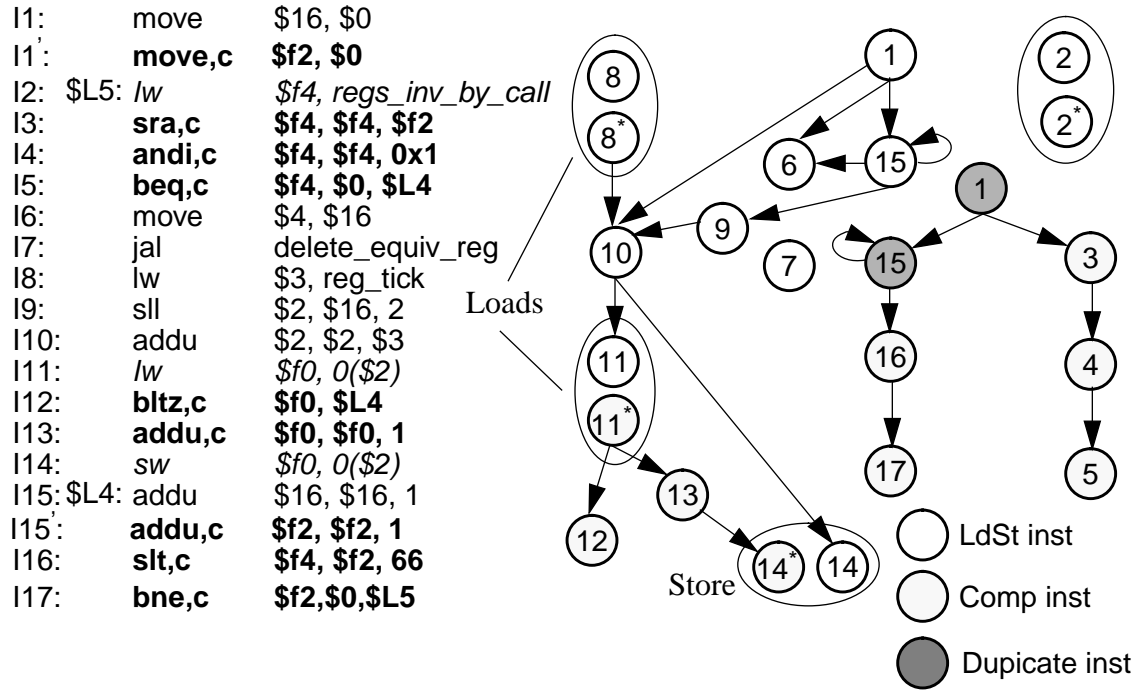 I1: move $16, $0
I1': move,c $f2, $0
I2: $L5: lw $f4, regs_inv_by_call
I3: sra,c $f4, $f4, $f2
I4: andi,c $f4, $f4, 0x1
I5: beq,c $f4, $0, $L4
I6: move $4, $16
I7: jal delete_equiv_reg
I8: lw $3, reg_tick
I9: sll $2, $16, 2
I10: addu $2, $2, $3
I11: lw $f0, 0($2)
I12: bltz,c $f0, $L4
I13: addu,c $f0, $f0, 1
I14: sw $f0, 0($2)
I15: $L4: addu $16, $16, 1
I15': addu,c $f2, $f2, 1
I16: slt,c $f4, $f2, 66
I17: bne,c $f2,$0,$L5
8
8*
1
2
2*
6
15
1
9
10
7
15
3
Loads
11
16
4
11*
17
5
13
12
14*
14
Store
LdSt inst
Comp inst
Dupicate inst